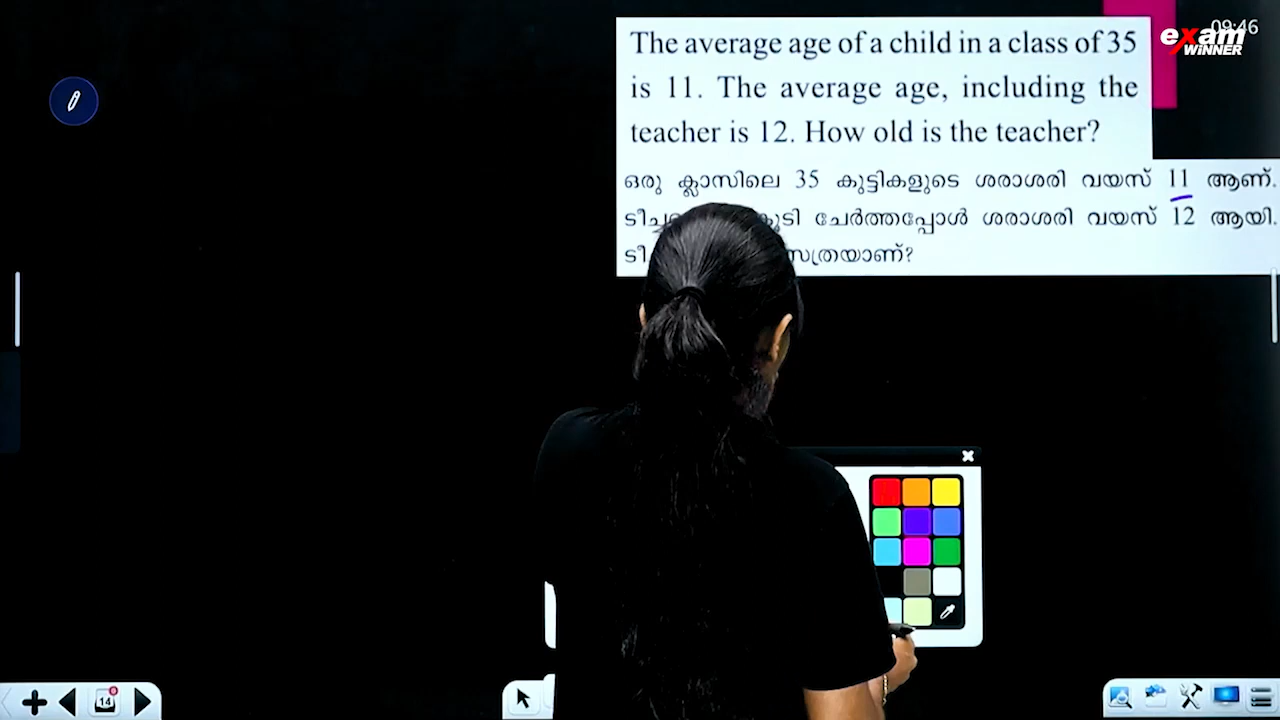 09:46
exam
WINNER
The average age of a child in a class of 35
is 11. The average age, including the
teacher is 12. How old is the teacher?
ഒരു ക്ലാസിലെ 35 കുട്ടികളുടെ ശരാശരി വയസ് 11 ആണ്.
ചേർത്തപ്പോൾ ശരാശരി വയസ് 12 ആയി.
14